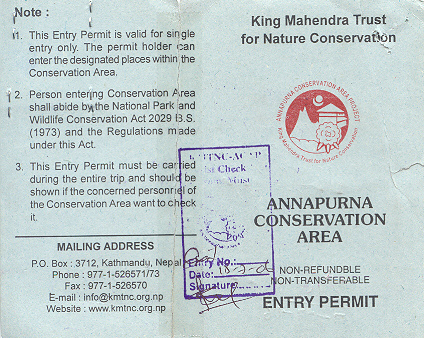 Note :
1. This Entry Permit is valid for single
entry only. The permit holder can
enter the designated places within the
Conservation Area.
2. Person entering Conservation Area
shall abide by the National Park and
Wildlife Conservation Act 2029 B.S.
(1973) and the Regulations made
under this Act.
3. This Entry Permit must be carried
during the entire trip and should be
shown if the concerned personnel of
the Conservation Area want to check
it.
MAILING ADDRESS
P.O. Box : 3712, Kathmandu, Nepal
Phone : 977-1-526571/73
Fax : 977-1-526570
E-mail : info@kmtnc.org.np
Website : www.kmtnc.org.np
KMTNC-ACAP
Check
Entry No.:
Date:
Signature:
King Mahendra Trust
for Nature Conservation
ANNAPURNA CONSERVATION AREA PROJECT
King Mahendra Trust for Nature Conservation
ANNAPURNA
CONSERVATION
AREA
NON-REFUNDBLE
NON-TRANSFERABLE
ENTRY PERMIT